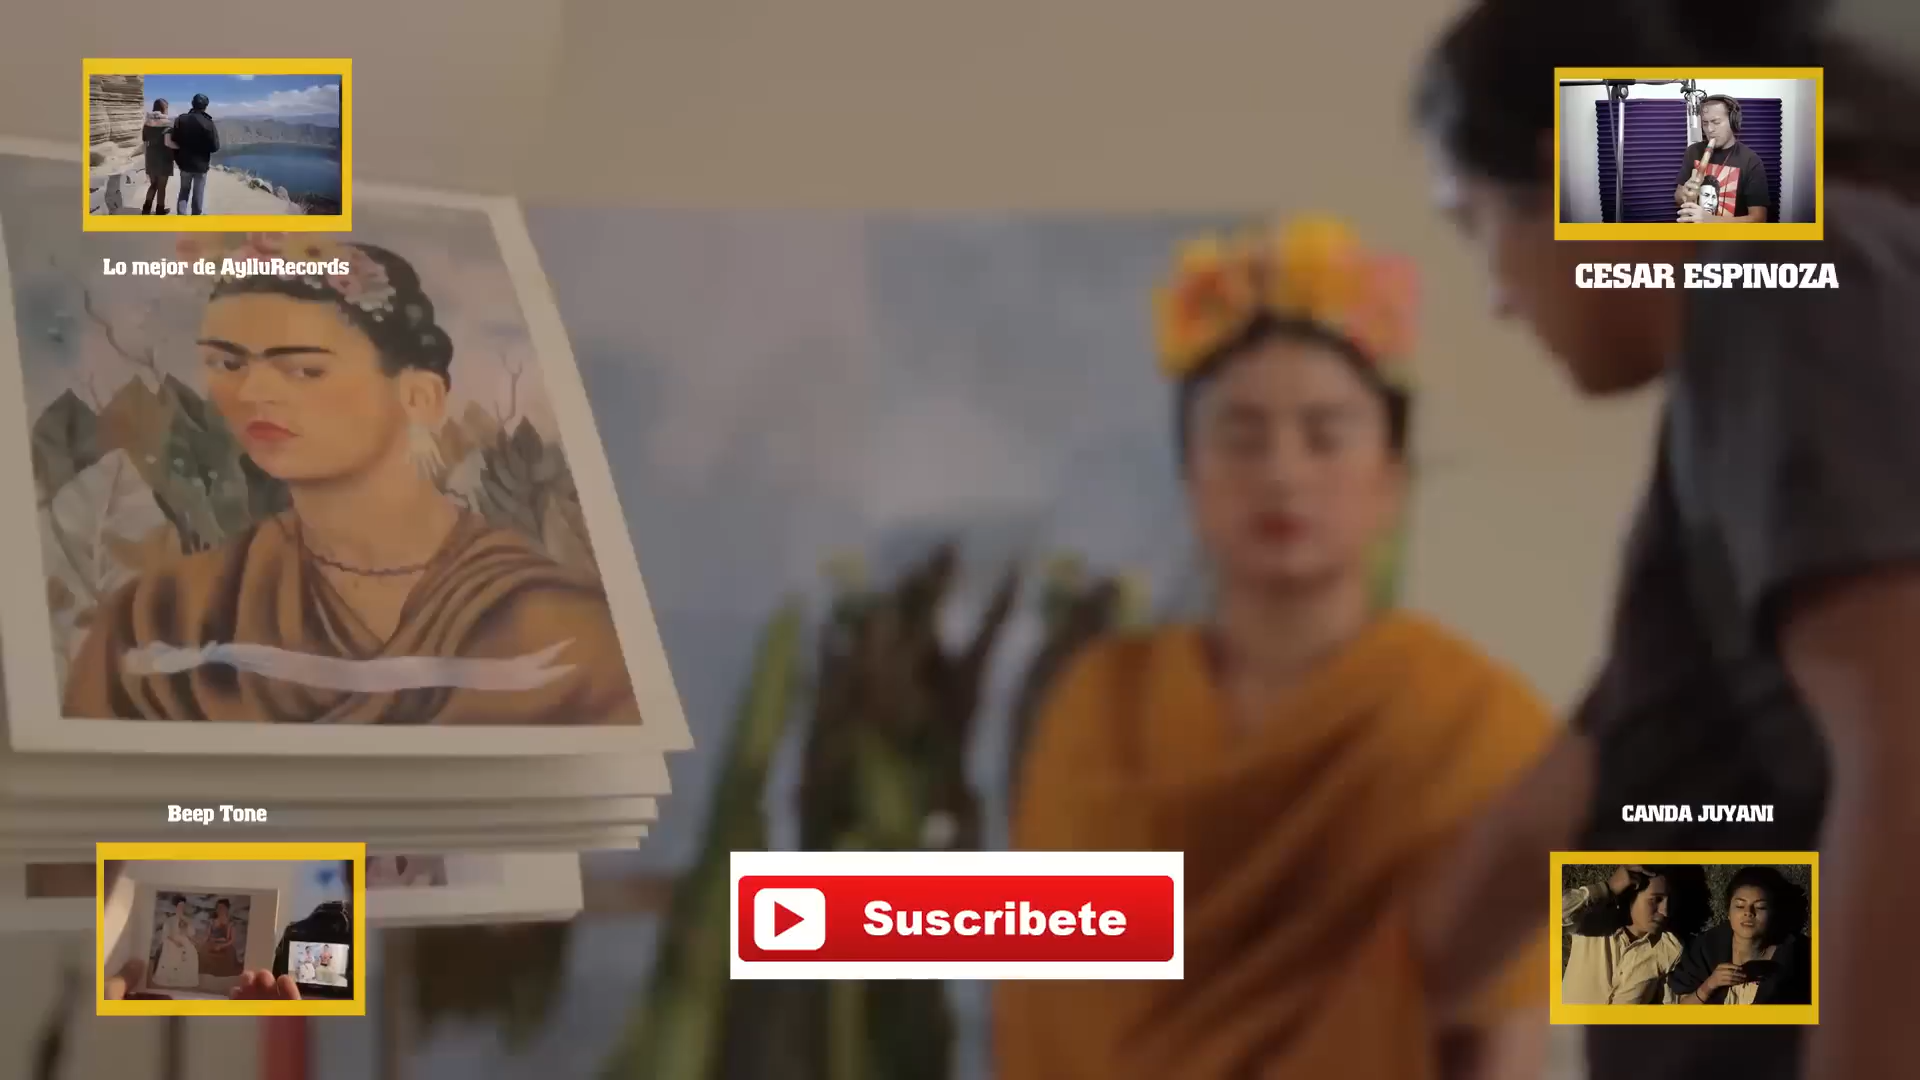 Lo mejor de AylluRecords
CESAR ESPINOZA
Beep Tone
CANDA JUYANI
Suscribete